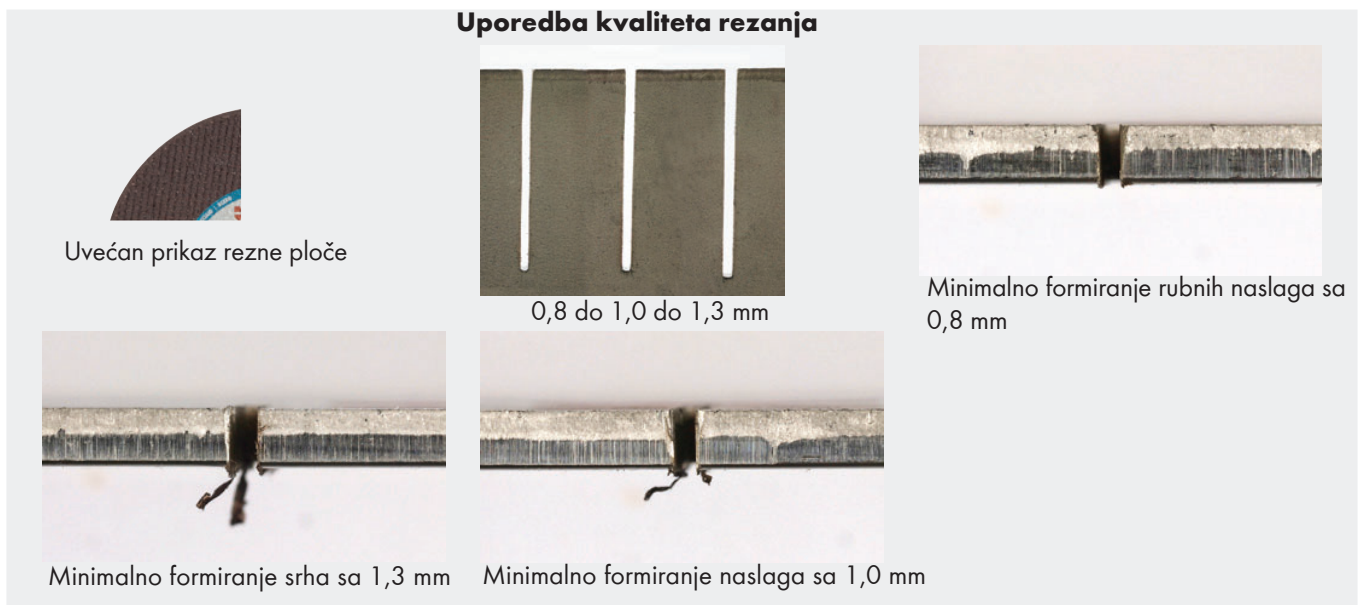 Uporedba kvaliteta rezanja
Uvećan prikaz rezne ploče
0,8 do 1,0 do 1,3 mm
Minimalno formiranje rubnih naslaga sa
0,8 mm
Minimalno formiranje srha sa 1,3 mm
Minimalno formiranje naslaga sa 1,0 mm